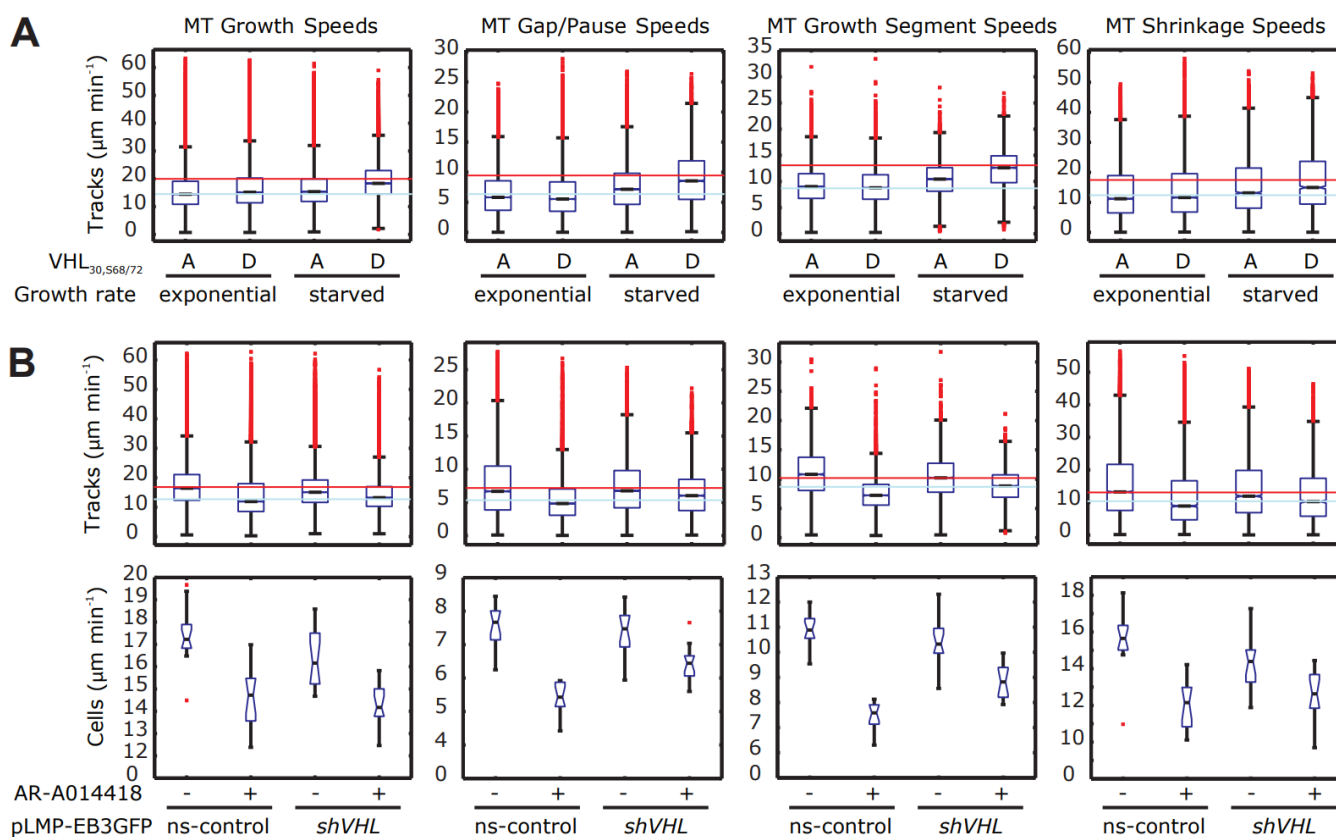 A
MT Growth Speeds MT Gap/Pause Speeds MT Growth Segment Speeds MT Shrinkage Speeds
Tracks (µm min⁻¹)
60 50 40 30 20 10 0
30 25 20 15 10 5 0
35 30 25 20 15 10 5 0
60 50 40 30 20 10 0
VHL30,S68/72 A D A D A D A D A D A D A D A D
Growth rate exponential starved exponential starved exponential starved exponential starved
B
Tracks (µm min⁻¹)
60 50 40 30 20 10 0
25 20 15 10 5 0
30 25 20 15 10 5 0
50 40 30 20 10 0
Cells (µm min⁻¹)
20 19 18 17 16 15 14 13 12 0
9 8 7 6 5 4 0
13 12 11 10 9 8 7 6 0
18 16 14 12 10 0
AR-A014418 - + - + - + - + - + - + - + - +
pLMP-EB3GFP ns-control shVHL ns-control shVHL ns-control shVHL ns-control shVHL